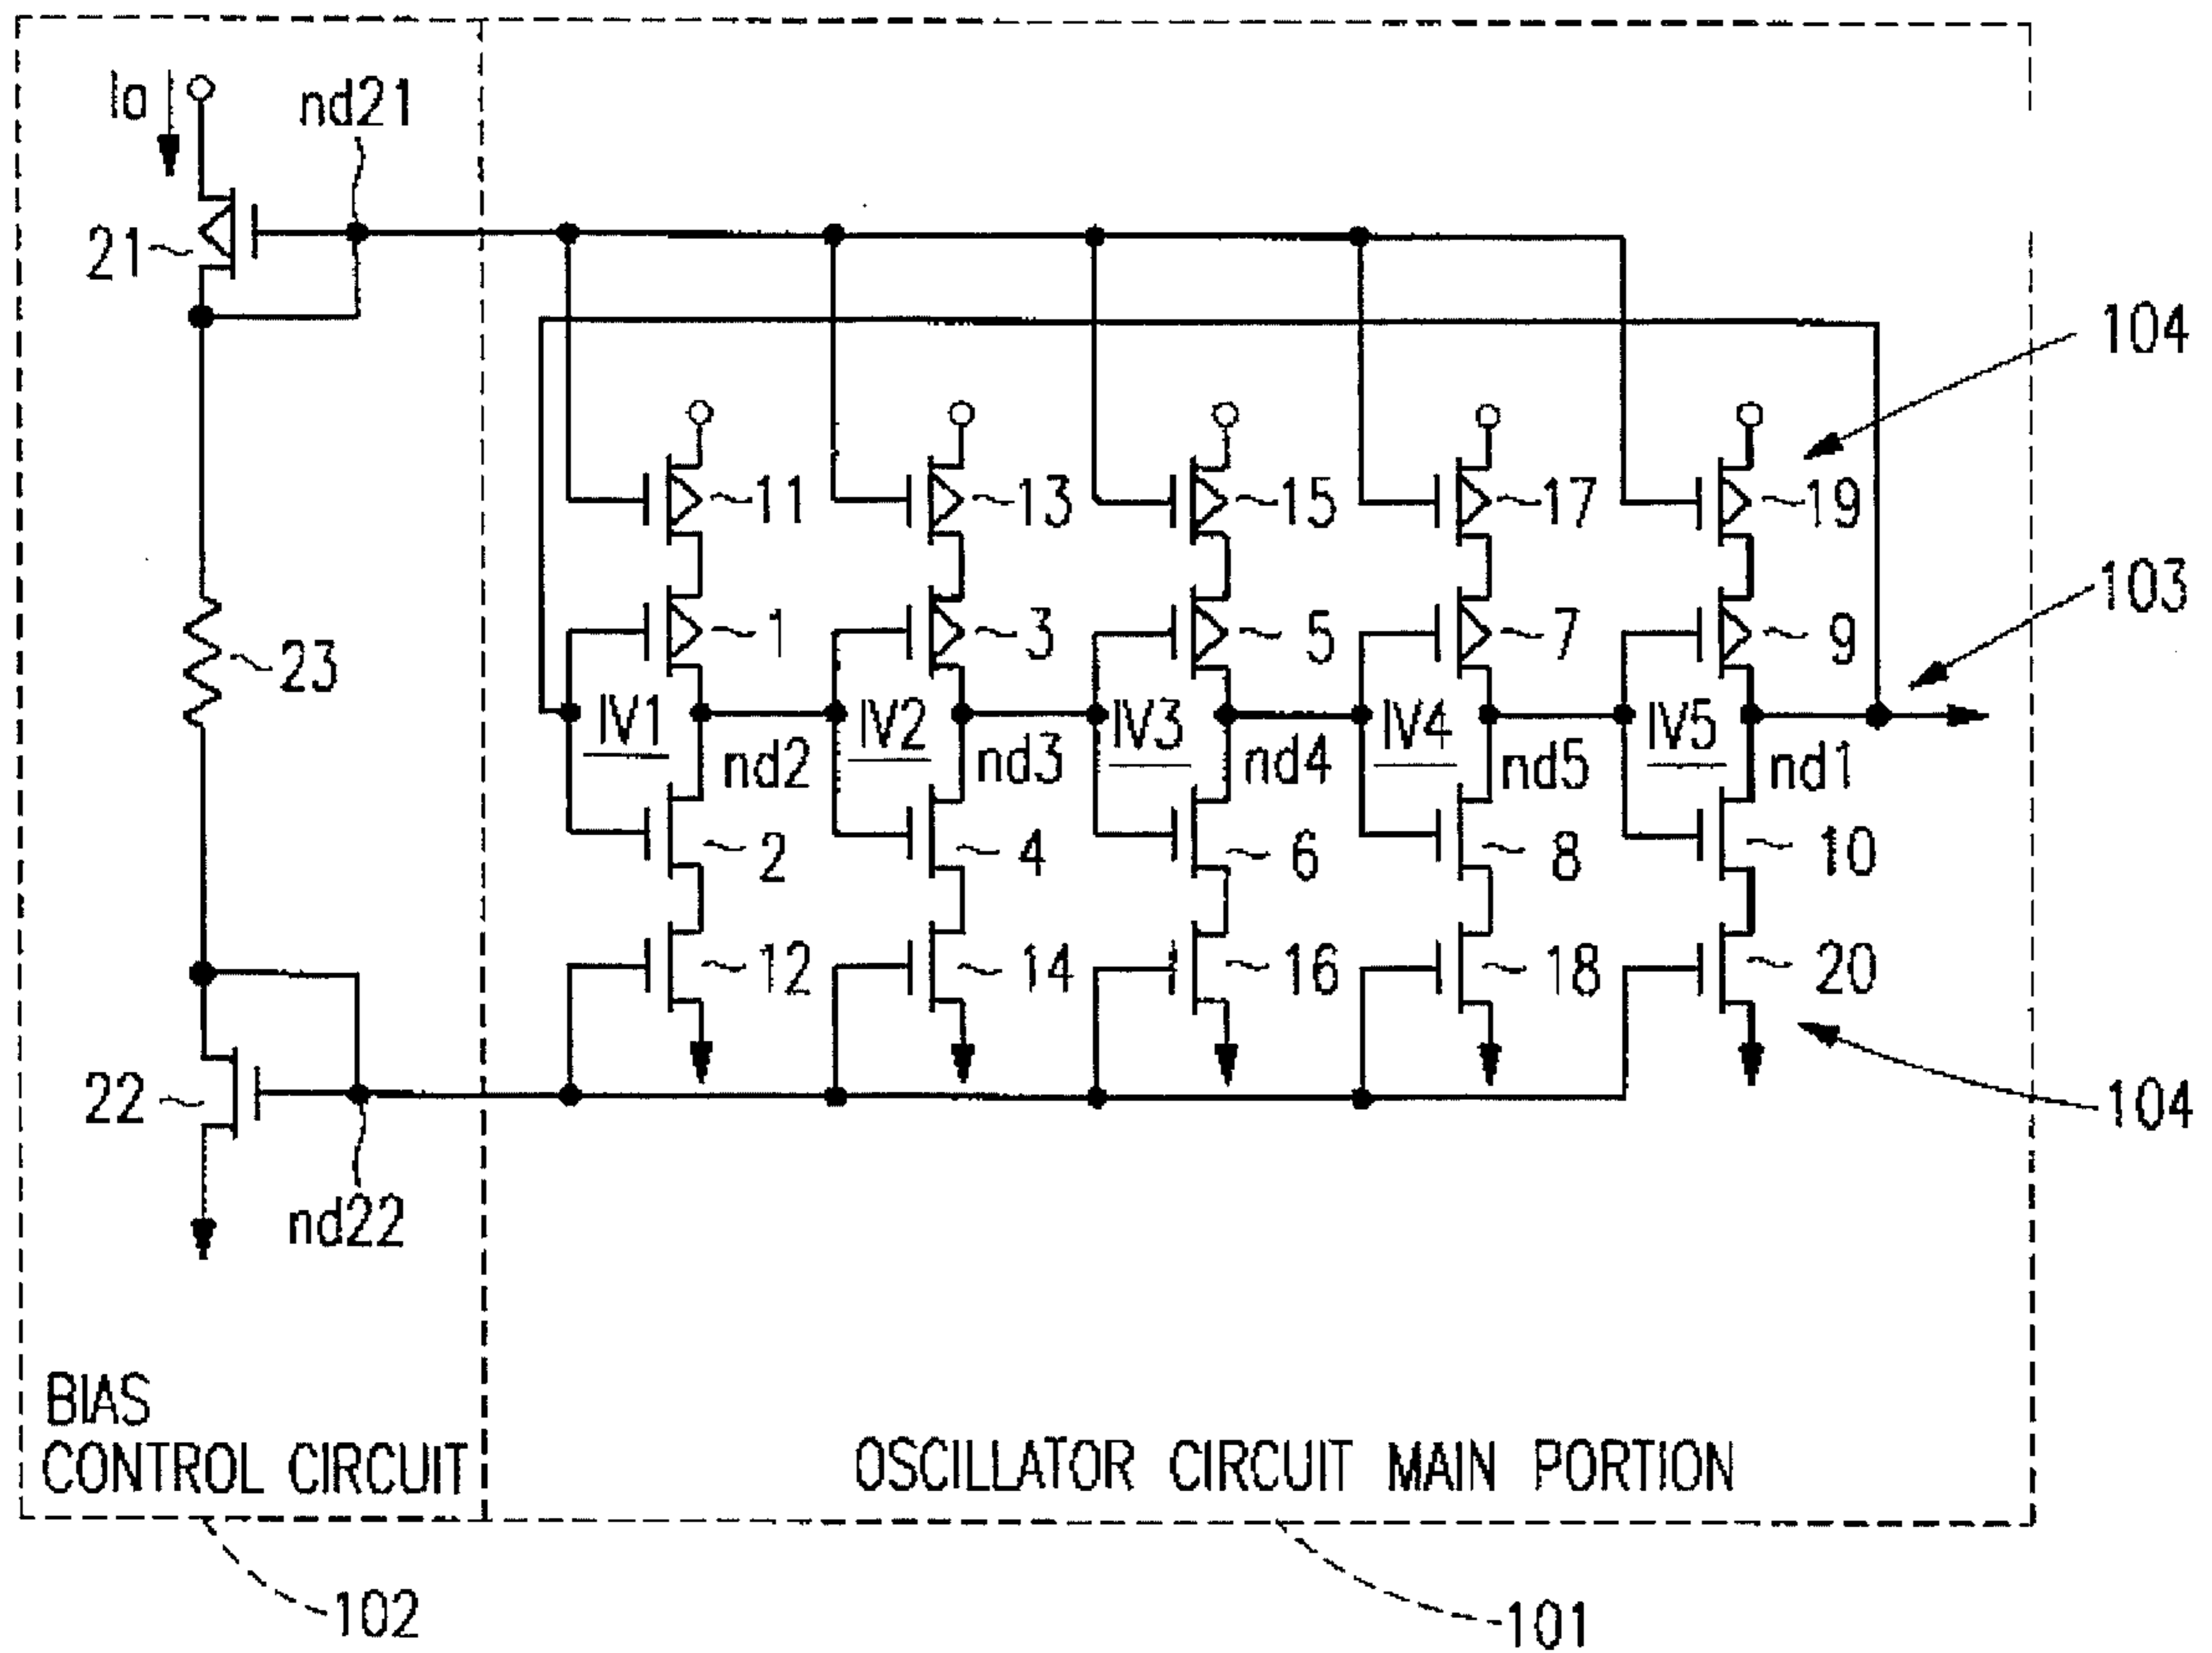 Ia
nd21
21
104
11
13
15
17
19
103
1
3
5
7
9
23
IV1
IV2
IV3
IV4
IV5
nd2
nd3
nd4
nd5
nd1
2
4
6
8
10
12
14
16
18
20
22
104
nd22
BIAS
CONTROL CIRCUIT
OSCILLATOR CIRCUIT MAIN PORTION
102
101